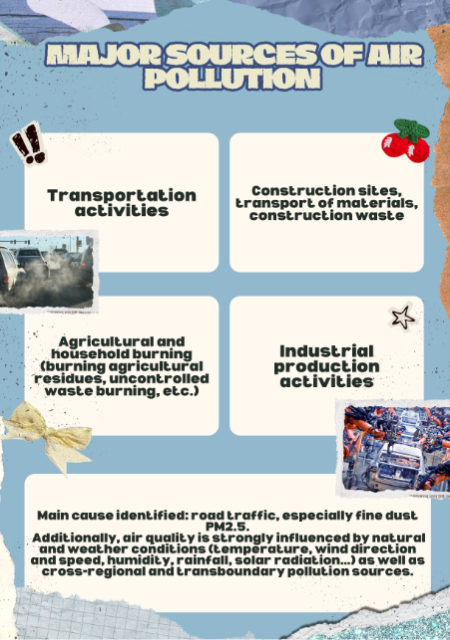 MAJOR SOURCES OF AIR
POLLUTION
Transportation
activities
Construction sites,
transport of materials,
construction waste
Agricultural and
household burning
(burning agricultural
residues, uncontrolled
waste burning, etc.)
Industrial
production
activities
Main cause identified: road traffic, especially fine dust
PM2.5.
Additionally, air quality is strongly influenced by natural
and weather conditions (temperature, wind direction
and speed, humidity, rainfall, solar radiation...) as well as
cross-regional and transboundary pollution sources.